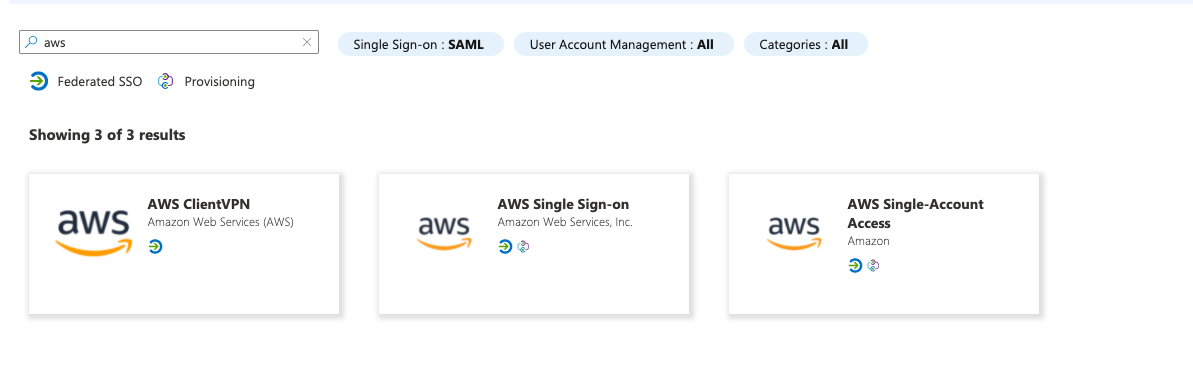 aws
Single Sign-on : SAML
User Account Management : All
Categories : All
Federated SSO
Provisioning
Showing 3 of 3 results
aws
AWS ClientVPN
Amazon Web Services (AWS)
aws
AWS Single Sign-on
Amazon Web Services, Inc.
aws
AWS Single-Account
Access
Amazon